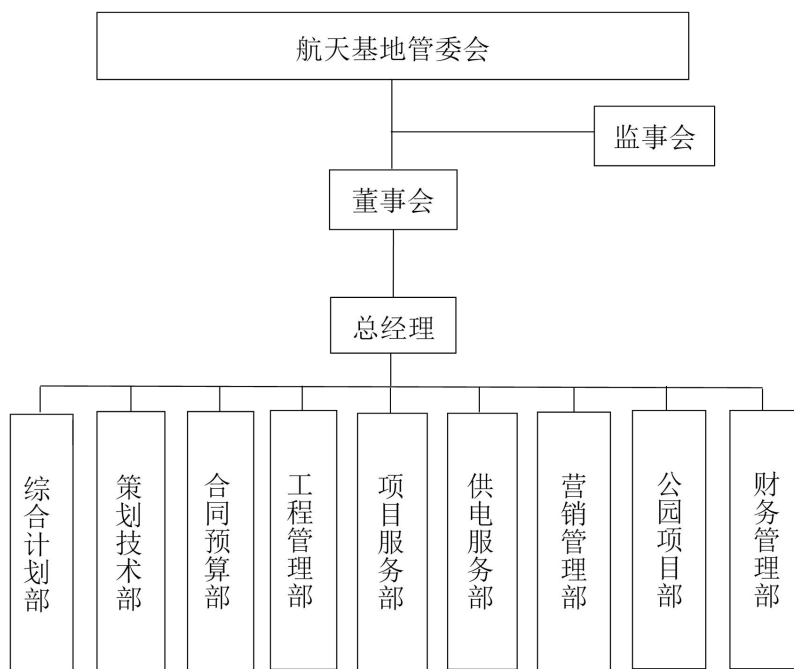 航天基地管委会
监事会
董事会
总经理
综合计划部
策划技术部
合同预算部
工程管理部
项目服务部
供电服务部
营销管理部
公园项目部
财务管理部